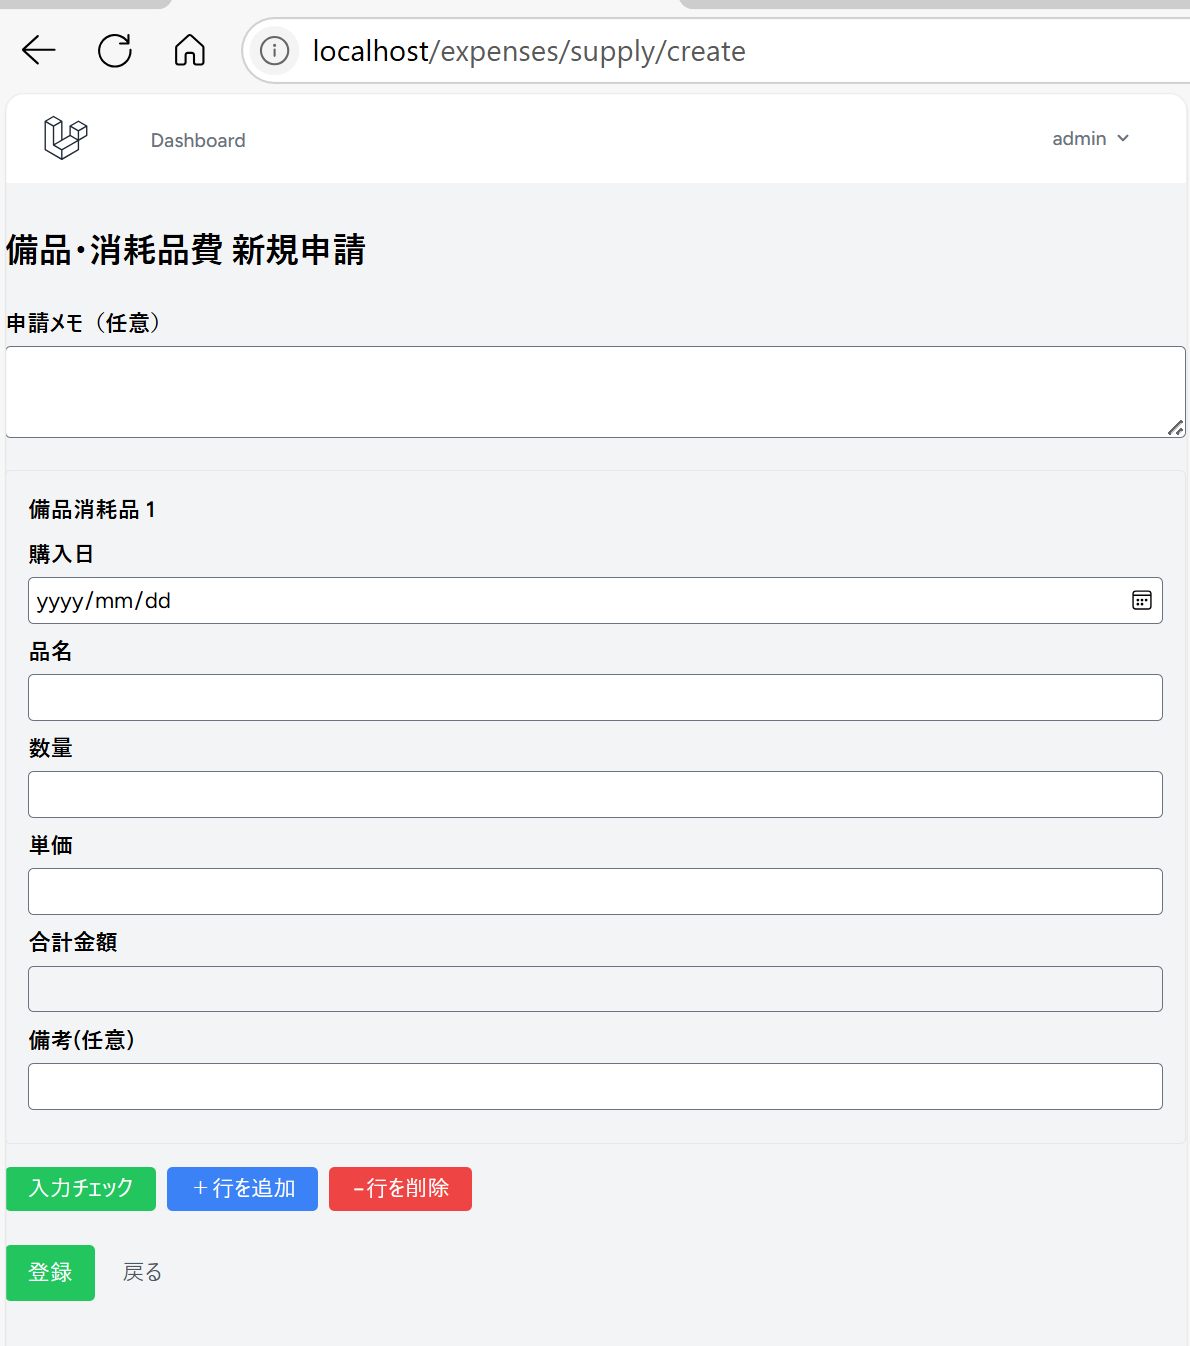 localhost/expenses/supply/create
Dashboard
admin
備品・消耗品費 新規申請
申請メモ（任意）
備品消耗品 1
購入日
yyyy/mm/dd
品名
数量
単価
合計金額
備考(任意)
入力チェック
＋行を追加
−行を削除
登録
戻る